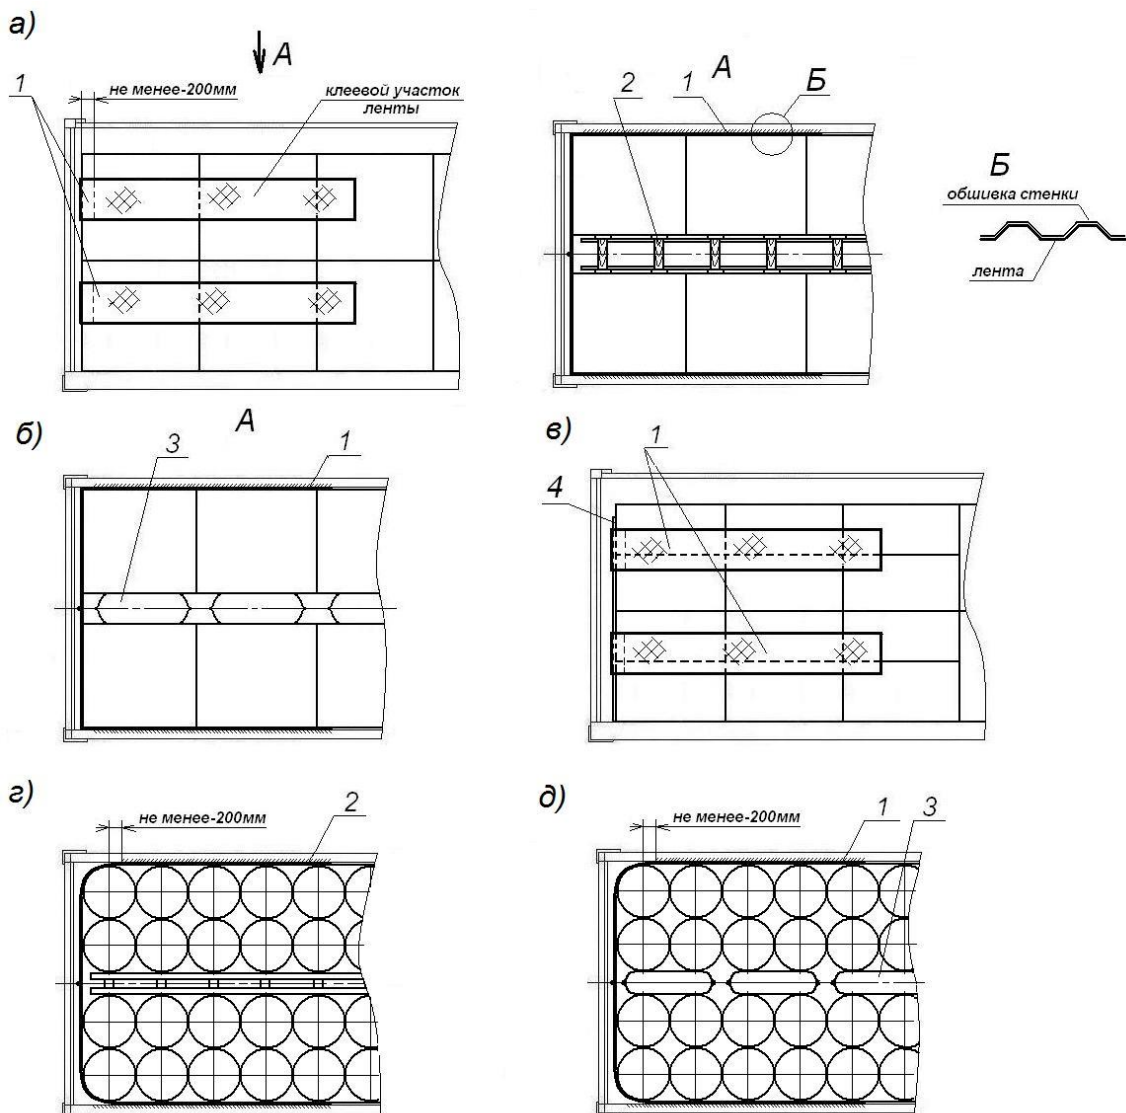 а)
А
1
не менее-200мм
клеевой участок
ленты
2
1
А
Б
Б
обшивка стенки
лента
б)
А
3
1
в)
1
4
г)
не менее-200мм
2
д)
не менее-200мм
1
3